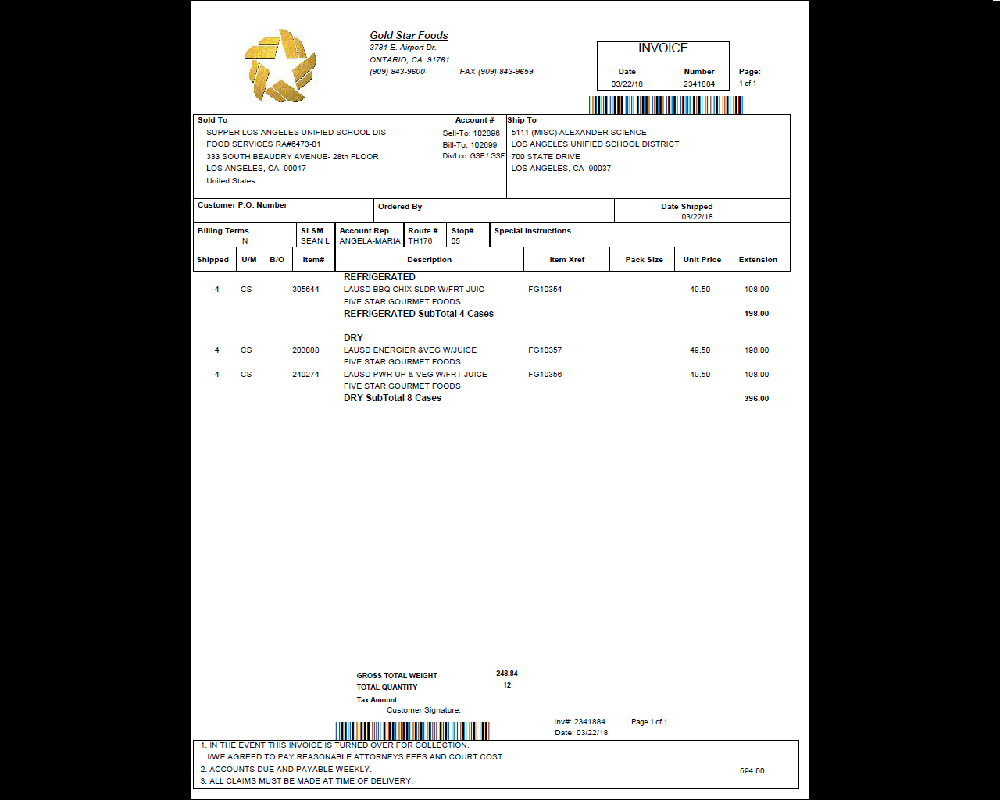 Gold Star Foods
3781 E. Airport Dr.
ONTARIO, CA 91761
(909) 843-9600 FAX (909) 843-9659
INVOICE
Date Number Page:
03/22/18 2341884 1 of 1
Sold To Account # Ship To
SUPPER LOS ANGELES UNIFIED SCHOOL DIS Sell-To: 102896 5111 (MISC) ALEXANDER SCIENCE
FOOD SERVICES RA#6473-01 Bill-To: 102699 LOS ANGELES UNIFIED SCHOOL DISTRICT
333 SOUTH BEAUDRY AVENUE- 28th FLOOR Div/Loc: GSF / GSF 700 STATE DRIVE
LOS ANGELES, CA 90017 LOS ANGELES, CA 90037
United States
Customer P.O. Number Ordered By Date Shipped
03/22/18
Billing Terms SLSM Account Rep. Route # Stop# Special Instructions
N SEAN L ANGELA-MARIA TH176 05
Shipped U/M B/O Item# Description Item Xref Pack Size Unit Price Extension
REFRIGERATED
4 CS 305644 LAUSD BBQ CHIX SLDR W/FRT JUIC FG10354 49.50 198.00
FIVE STAR GOURMET FOODS
REFRIGERATED SubTotal 4 Cases 198.00
DRY
4 CS 203888 LAUSD ENERGIER &VEG W/JUICE FG10357 49.50 198.00
FIVE STAR GOURMET FOODS
4 CS 240274 LAUSD PWR UP & VEG W/FRT JUICE FG10356 49.50 198.00
FIVE STAR GOURMET FOODS
DRY SubTotal 8 Cases 396.00
GROSS TOTAL WEIGHT 248.84
TOTAL QUANTITY 12
Tax Amount . . . . . . . . . . . . . . . . . . . . . . . . . . . . . . . . . . . . . . . . . . . . . . . . . . . . . . . . . .
Customer Signature:
Inv#: 2341884 Page 1 of 1
Date: 03/22/18
1. IN THE EVENT THIS INVOICE IS TURNED OVER FOR COLLECTION,
I/WE AGREED TO PAY REASONABLE ATTORNEYS FEES AND COURT COST.
2. ACCOUNTS DUE AND PAYABLE WEEKLY. 594.00
3. ALL CLAIMS MUST BE MADE AT TIME OF DELIVERY.